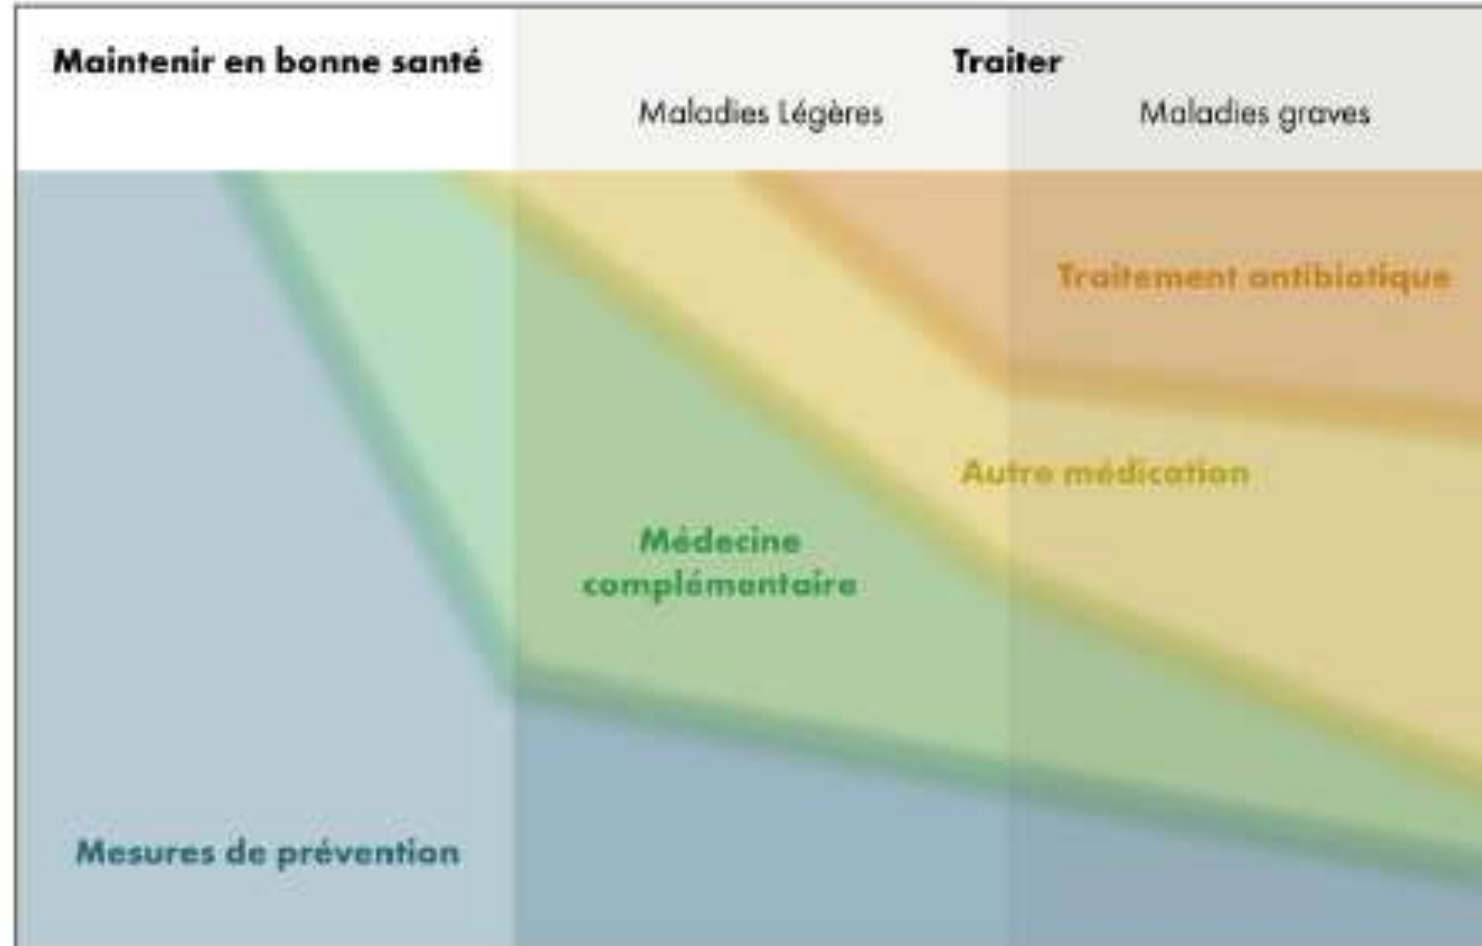 Maintenir en bonne santé
Traiter
Maladies Légères
Maladies graves
Traitement antibiotique
Autre médication
Médecine
complémentaire
Mesures de prévention